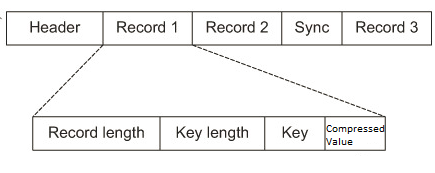 Header Record 1 Record 2 Sync Record 3
Record length Key length Key Compressed
Value